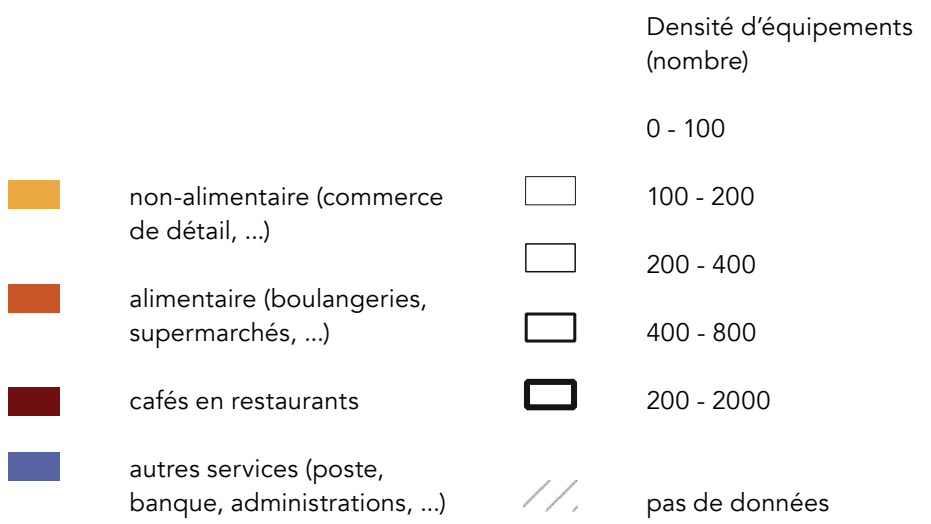 Densité d'équipements
(nombre)
0 - 100
non-alimentaire (commerce
de détail, ...)
alimentaire (boulangeries,
supermarchés, ...)
cafés en restaurants
autres services (poste,
banque, administrations, ...)
100 - 200
200 - 400
400 - 800
200 - 2000
pas de données